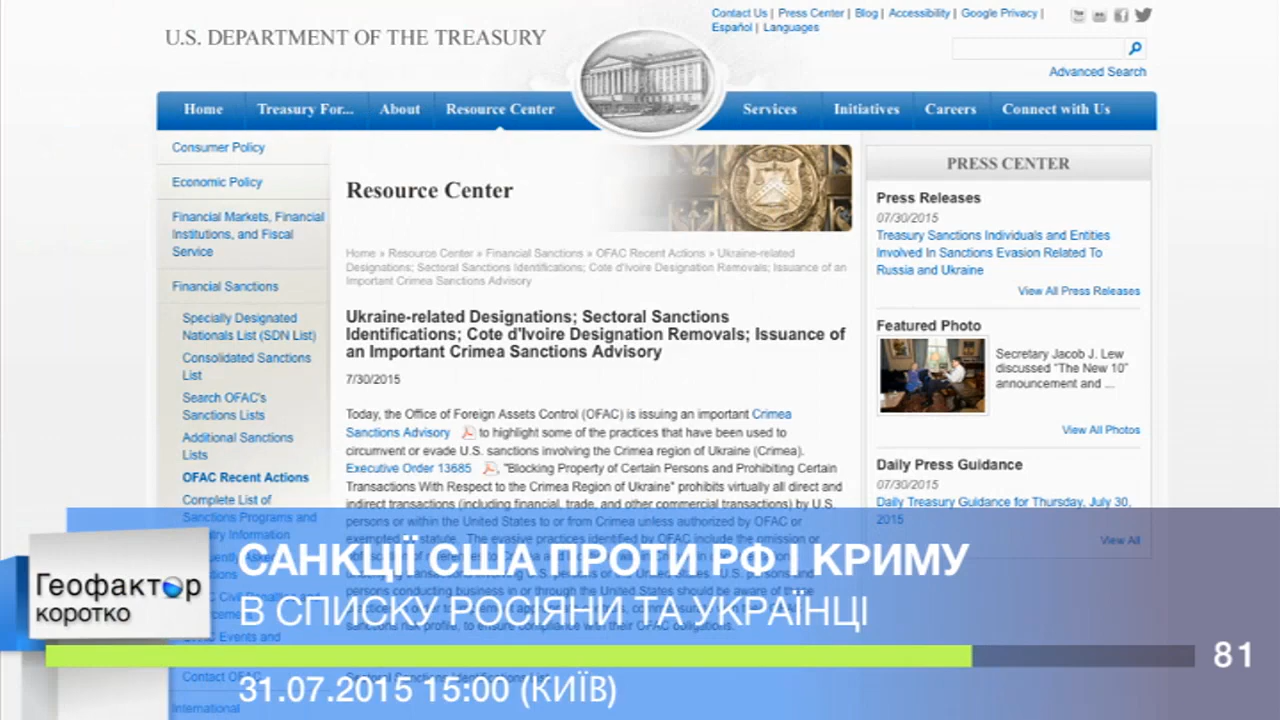 Contact Us | Press Center | Blog | Accessibility | Google Privacy |
Español | Languages
U.S. DEPARTMENT OF THE TREASURY
Advanced Search
Home Treasury For... About Resource Center Services Initiatives Careers Connect with Us
Consumer Policy
Economic Policy
Financial Markets, Financial
Institutions, and Fiscal
Service
Financial Sanctions
Specially Designated
Nationals List (SDN List)
Consolidated Sanctions
List
Search OFAC's
Sanctions Lists
Additional Sanctions
Lists
OFAC Recent Actions
Complete List of
Sanctions Programs and
Resource Center
Home » Resource Center » Financial Sanctions » OFAC Recent Actions » Ukraine-related
Designations; Sectoral Sanctions Identifications; Cote d'Ivoire Designation Removals; Issuance of an
Important Crimea Sanctions Advisory
Ukraine-related Designations; Sectoral Sanctions
Identifications; Cote d'Ivoire Designation Removals; Issuance of
an Important Crimea Sanctions Advisory
7/30/2015
Today, the Office of Foreign Assets Control (OFAC) is issuing an important Crimea
Sanctions Advisory to highlight some of the practices that have been used to
circumvent or evade U.S. sanctions involving the Crimea region of Ukraine (Crimea).
Executive Order 13685 , "Blocking Property of Certain Persons and Prohibiting Certain
Transactions With Respect to the Crimea Region of Ukraine" prohibits virtually all direct and
indirect transactions (including financial, trade, and other commercial transactions) by U.S.
persons or within the United States to or from Crimea unless authorized by OFAC or
PRESS CENTER
Press Releases
07/30/2015
Treasury Sanctions Individuals and Entities
Involved In Sanctions Evasion Related To
Russia and Ukraine
View All Press Releases
Featured Photo
Secretary Jacob J. Lew
discussed "The New 10"
announcement and ...
View All Photos
Daily Press Guidance
07/30/2015
Daily Treasury Guidance for Thursday, July 30,
2015
View All
Геофактор
коротко
САНКЦІЇ США ПРОТИ РФ І КРИМУ
В СПИСКУ РОСІЯНИ ТА УКРАЇНЦІ
81
31.07.2015 15:00 (КИЇВ)
Contact OFAC
International